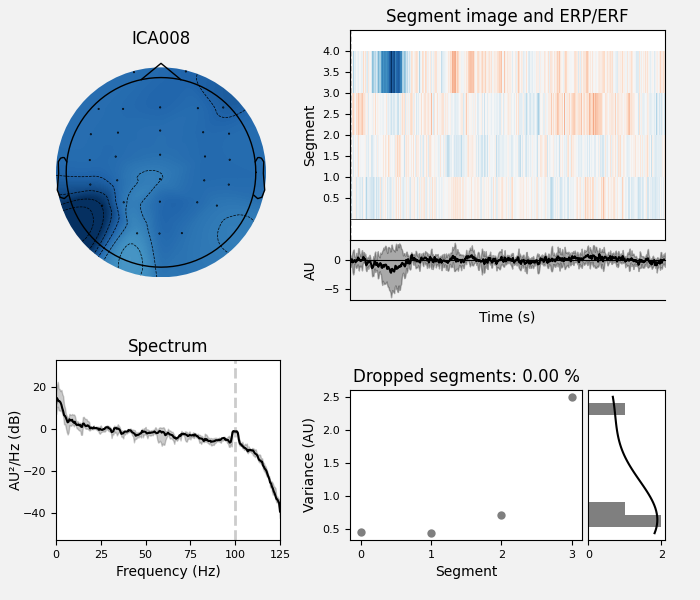 ICA008
Segment image and ERP/ERF
Segment
4.0
3.5
3.0
2.5
2.0
1.5
1.0
0.5
AU
0
−5
Time (s)
Spectrum
AU²/Hz (dB)
20
0
−20
−40
0 25 50 75 100 125
Frequency (Hz)
Dropped segments: 0.00 %
Variance (AU)
2.5
2.0
1.5
1.0
0.5
0 1 2 3
Segment
0 2